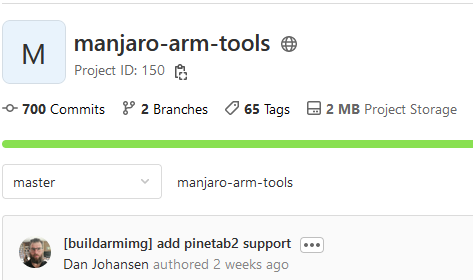 M
manjaro-arm-tools
Project ID: 150
700 Commits 2 Branches 65 Tags 2 MB Project Storage
master manjaro-arm-tools
[buildarmimg] add pinetab2 support
Dan Johansen authored 2 weeks ago